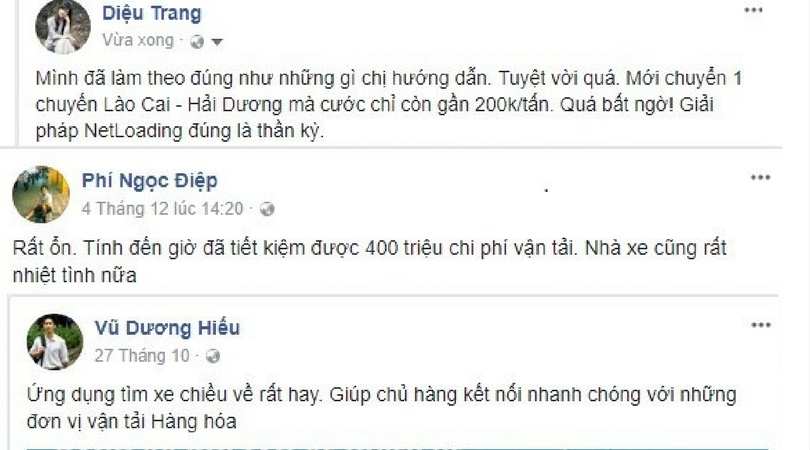 Diệu Trang
Vừa xong
Mình đã làm theo đúng như những gì chị hướng dẫn. Tuyệt vời quá. Mới chuyển 1
chuyến Lào Cai - Hải Dương mà cước chỉ còn gần 200k/tấn. Quá bất ngờ! Giải
pháp NetLoading đúng là thần kỳ.
Phí Ngọc Điệp
4 Tháng 12 lúc 14:20
Rất ổn. Tính đến giờ đã tiết kiệm được 400 triệu chi phí vận tải. Nhà xe cũng rất
nhiệt tình nữa
Vũ Dương Hiếu
27 Tháng 10
Ứng dụng tìm xe chiều về rất hay. Giúp chủ hàng kết nối nhanh chóng với những
đơn vị vận tải Hàng hóa